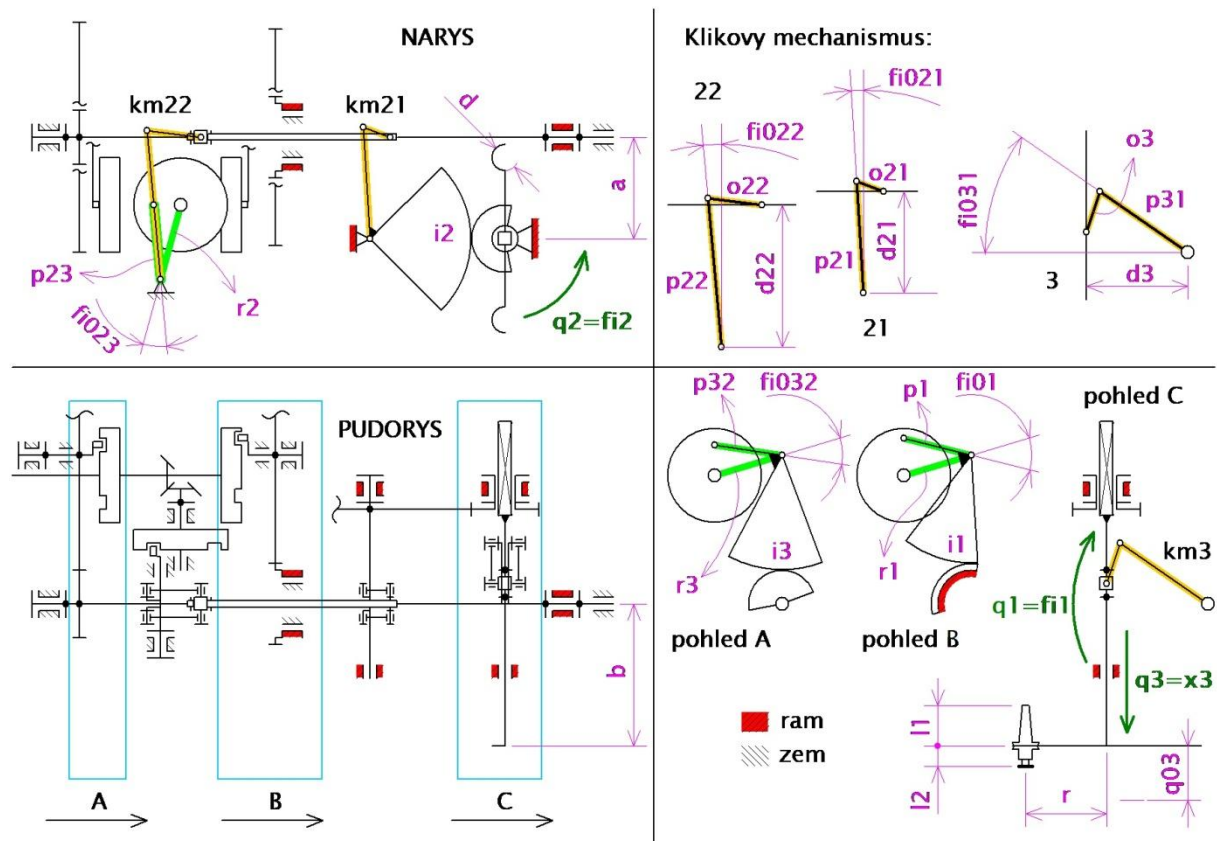 NARYS
km22
km21
d
a
i2
p23
r2
fi023
q2=fi2
Klikovy mechanismus:
22
fi021
fi022
21
o22
o21
p22
d22
p21
d21
fi031
o3
p31
3
d3
PUDORYS
b
A
B
C
p32
fi032
r3
i3
pohled A
p1
fi01
r1
i1
pohled B
pohled C
km3
q1=fi1
q3=x3
ram
zem
l1
l2
r
q03